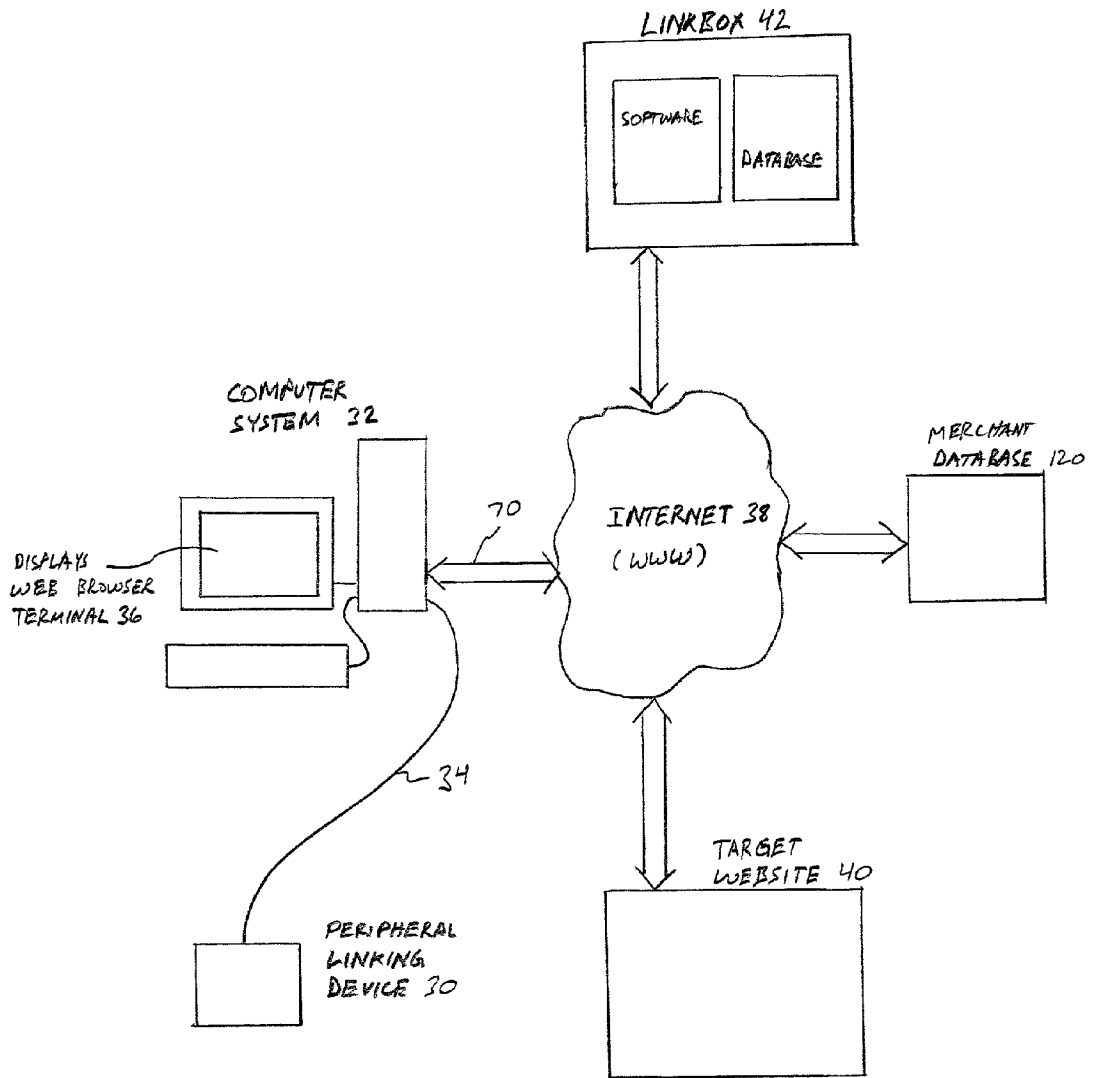 LINKBOX 42
SOFTWARE
DATABASE
COMPUTER
SYSTEM 32
MERCHANT
DATABASE 120
70
INTERNET 38
(WWW)
DISPLAYS
WEB BROWSER
TERMINAL 36
34
TARGET
WEBSITE 40
PERIPHERAL
LINKING
DEVICE 30